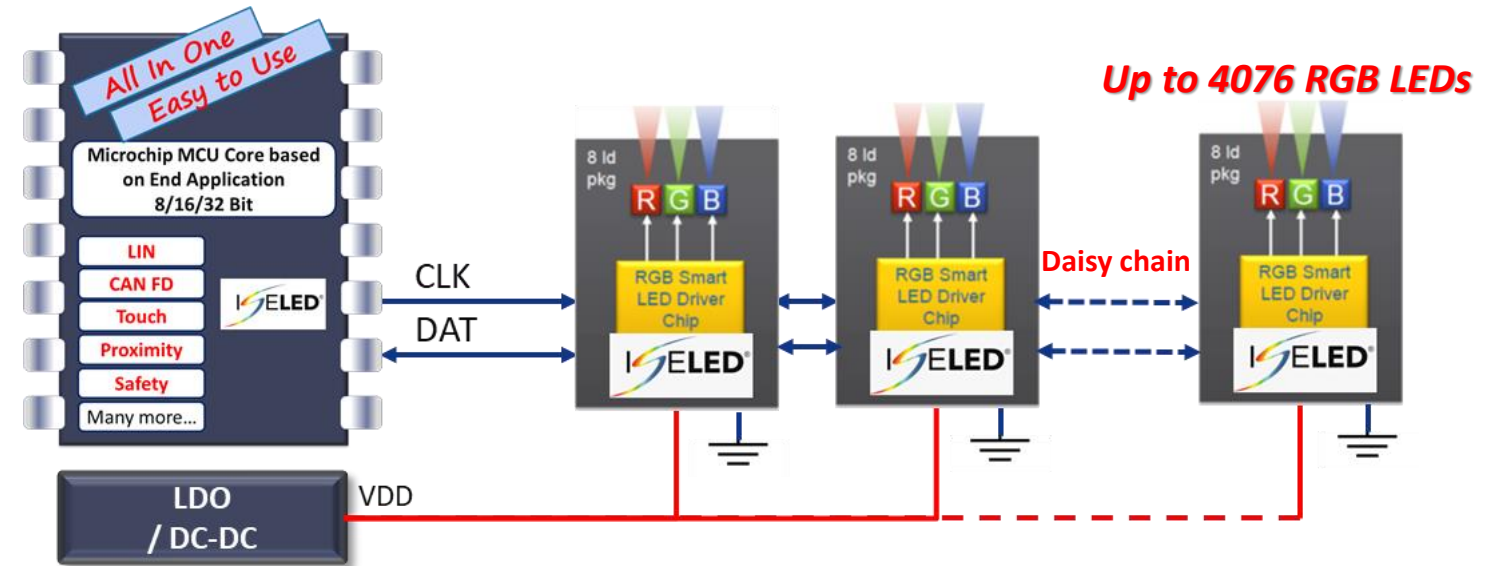 All In One
Easy to Use
Microchip MCU Core based
on End Application
8/16/32 Bit
LIN
CAN FD
Touch
Proximity
Safety
Many more...
ISELED®
CLK
DAT
LDO
/ DC-DC
VDD
8 ld
pkg
R G B
RGB Smart
LED Driver
Chip
ISELED®
8 ld
pkg
R G B
RGB Smart
LED Driver
Chip
ISELED®
Daisy chain
Up to 4076 RGB LEDs
8 ld
pkg
R G B
RGB Smart
LED Driver
Chip
ISELED®